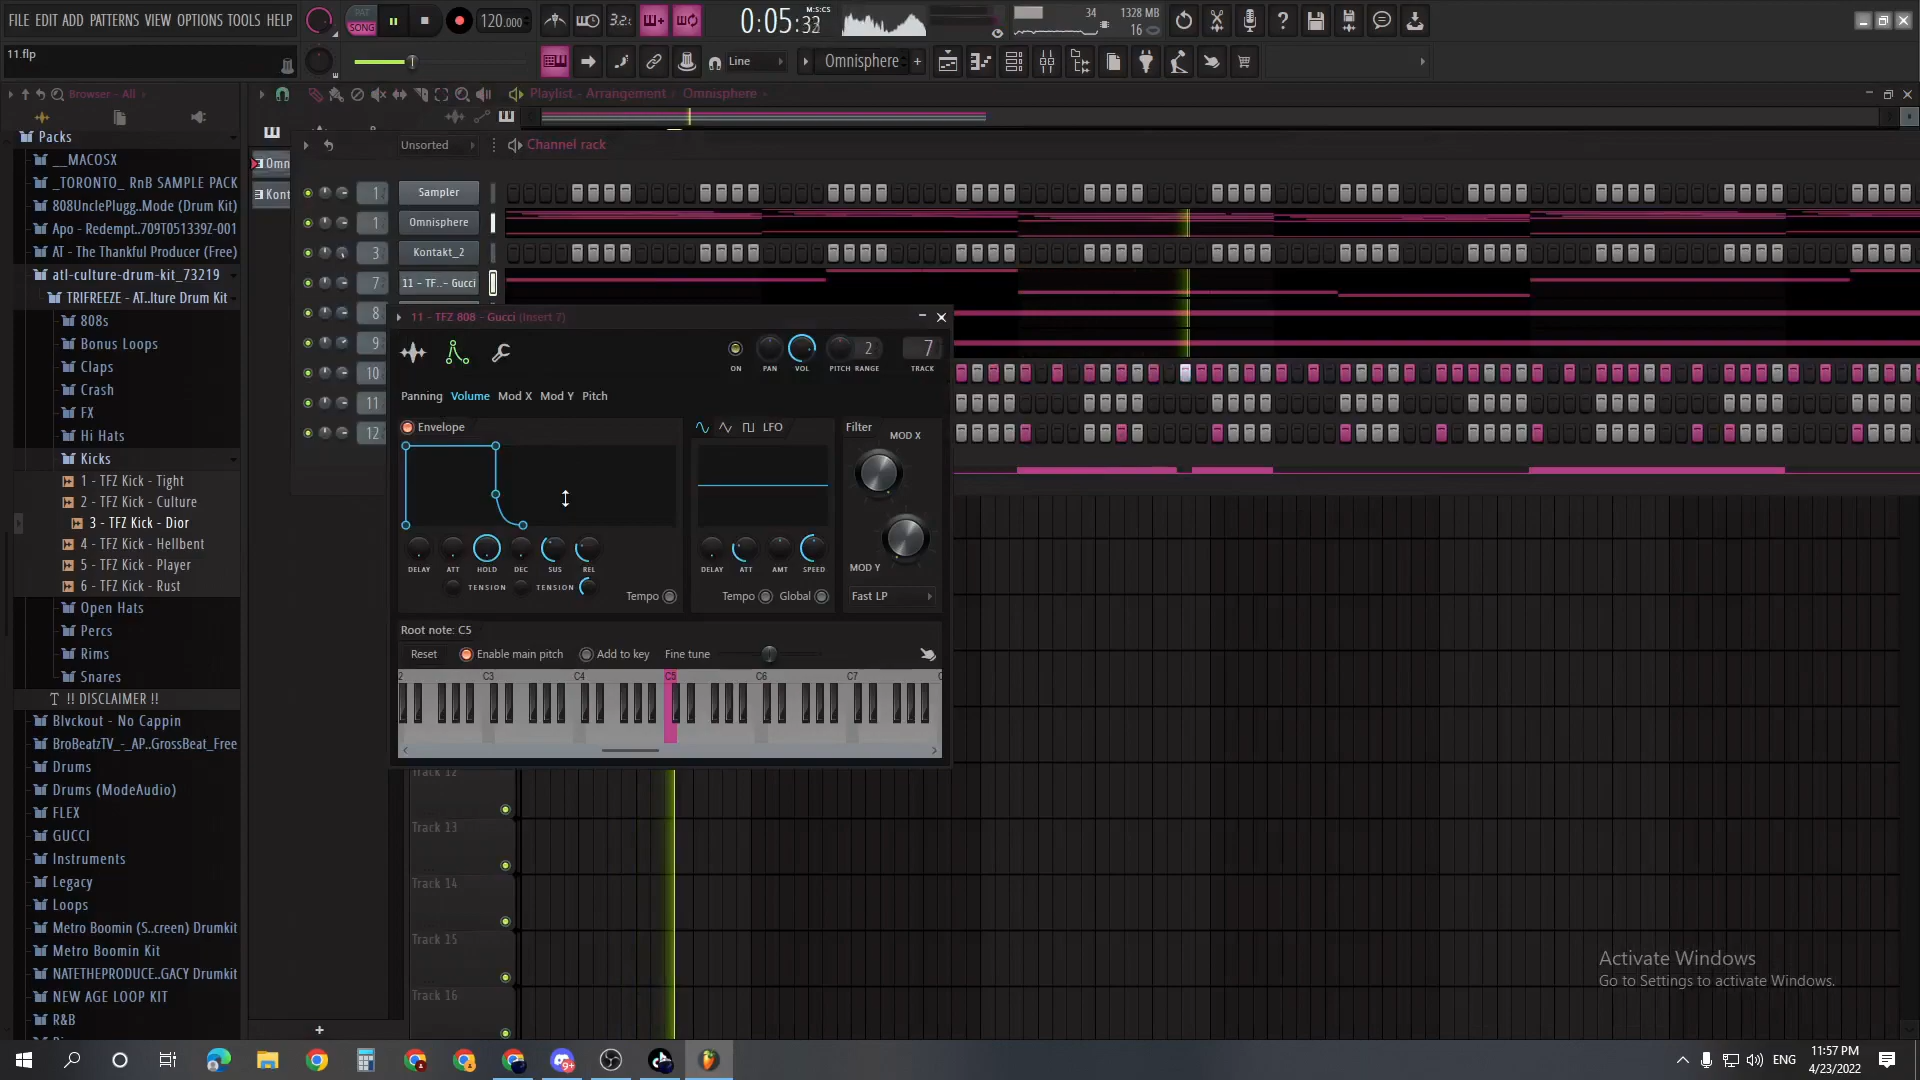 FILE EDIT ADD PATTERNS VIEW OPTIONS TOOLS HELP
PAT
SONG
120.000
3.2.
0:05:32
M:S:CS
34
1328 MB
16
11.flp
Line
Omnisphere
Browser - All
Playlist - Arrangement
Omnisphere
Packs
__MACOSX
_TORONTO_ RnB SAMPLE PACK
808UnclePlugg..Mode (Drum Kit)
Apo - Redempt..709T051339Z-001
AT - The Thankful Producer (Free)
atl-culture-drum-kit_73219
TRIFREEZE - AT..lture Drum Kit
808s
Bonus Loops
Claps
Crash
FX
Hi Hats
Kicks
1 - TFZ Kick - Tight
2 - TFZ Kick - Culture
3 - TFZ Kick - Dior
4 - TFZ Kick - Hellbent
5 - TFZ Kick - Player
6 - TFZ Kick - Rust
Open Hats
Percs
Rims
Snares
!! DISCLAIMER !!
Blvckout - No Cappin
BroBeatzTV_-_AP..GrossBeat_Free
Drums
Drums (ModeAudio)
FLEX
GUCCI
Instruments
Legacy
Loops
Metro Boomin (S..creen) Drumkit
Metro Boomin Kit
NATETHEPRODUCE..GACY Drumkit
NEW AGE LOOP KIT
R&B
Omn
Kont
Unsorted
Channel rack
1
Sampler
1
Omnisphere
3
Kontakt_2
7
11 - TF..- Gucci
8
9
10
11
12
11 - TFZ 808 - Gucci (Insert 7)
2
7
ON
PAN
VOL
PITCH RANGE
TRACK
Panning Volume Mod X Mod Y Pitch
Envelope
LFO
Filter
MOD X
DELAY ATT HOLD DEC SUS REL
DELAY ATT AMT SPEED
MOD Y
TENSION TENSION
Tempo
Tempo Global
Fast LP
Root note: C5
Reset
Enable main pitch
Add to key
Fine tune
2 C3 C4 C5 C6 C7
Track 12
Track 13
Track 14
Track 15
Track 16
Activate Windows
Go to Settings to activate Windows.
ENG
11:57 PM
4/23/2022